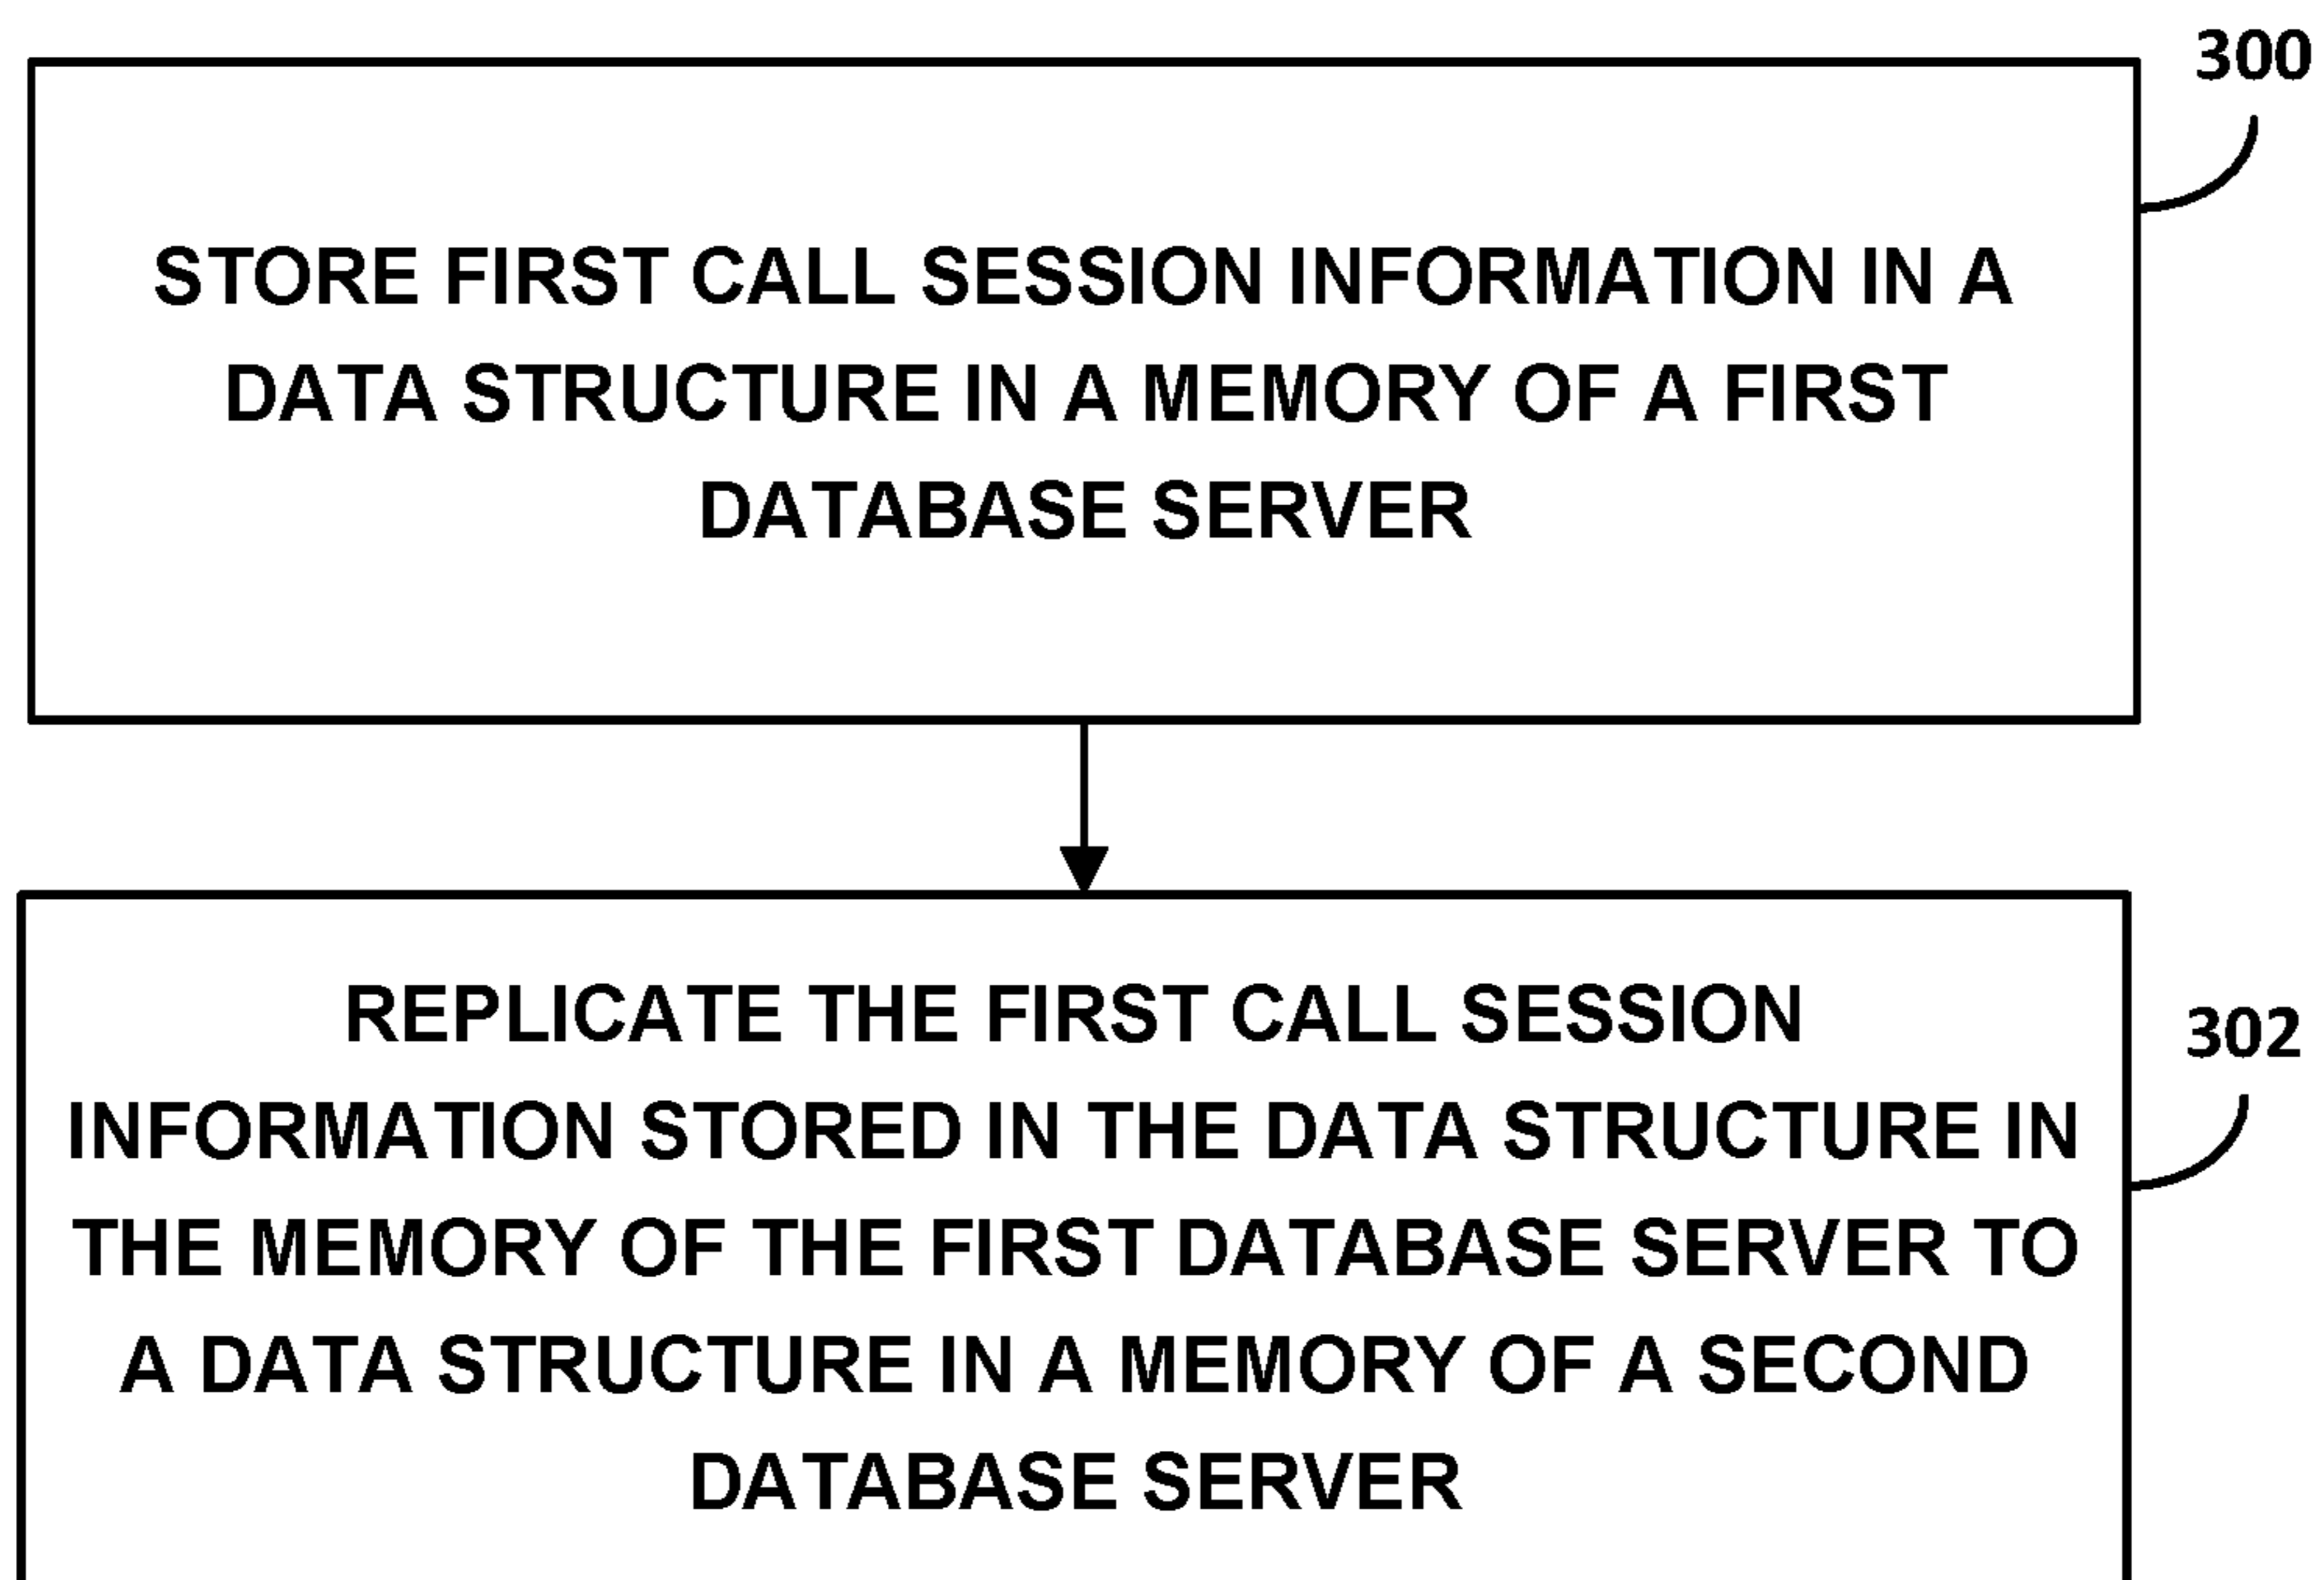 300
STORE FIRST CALL SESSION INFORMATION IN A
DATA STRUCTURE IN A MEMORY OF A FIRST
DATABASE SERVER
302
REPLICATE THE FIRST CALL SESSION
INFORMATION STORED IN THE DATA STRUCTURE IN
THE MEMORY OF THE FIRST DATABASE SERVER TO
A DATA STRUCTURE IN A MEMORY OF A SECOND
DATABASE SERVER